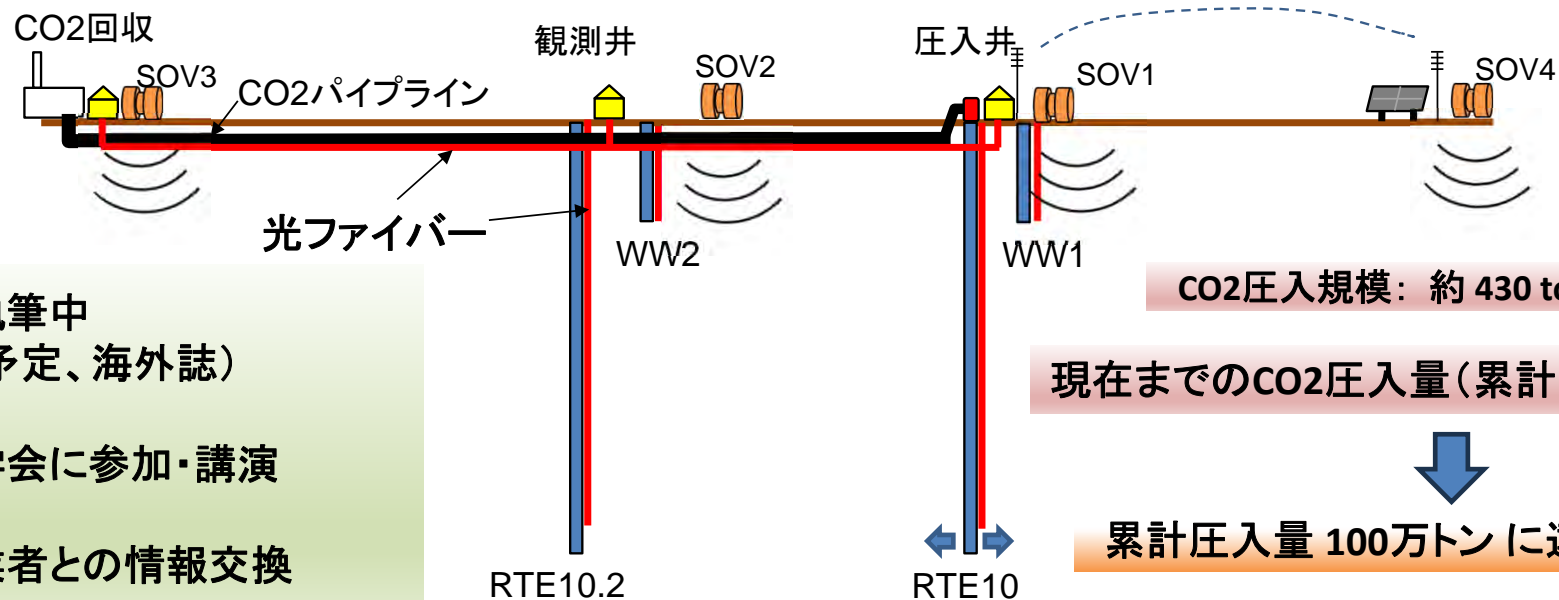 CO2回収
観測井
圧入井
SOV3
SOV2
SOV1
SOV4
CO2パイプライン
光ファイバー
WW2
WW1
筆中
予定、海外誌）
会に参加・講演
者との情報交換
RTE10.2
RTE10
CO2圧入規模： 約 430
現在までのCO2圧入量（累計
累計圧入量 100万トン に